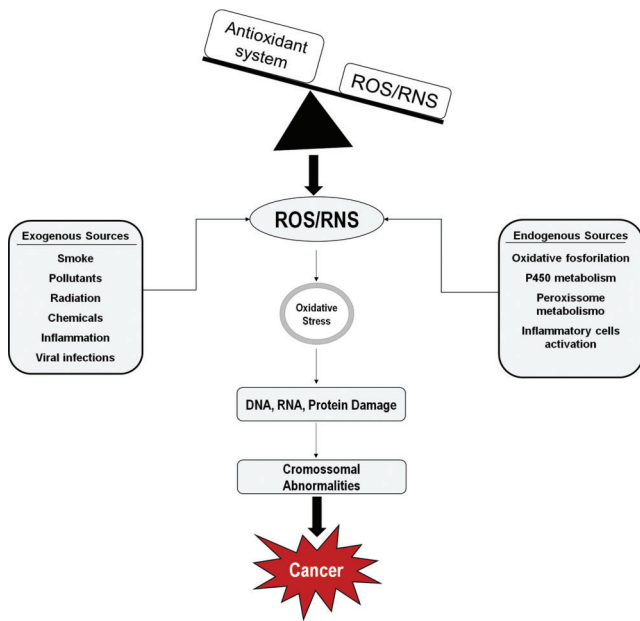 Antioxidant
system
ROS/RNS
ROS/RNS
Exogenous Sources
Smoke
Pollutants
Radiation
Chemicals
Inflammation
Viral infections
Endogenous Sources
Oxidative fosforilation
P450 metabolism
Peroxissome
metabolismo
Inflammatory cells
activation
Oxidative
Stress
DNA, RNA, Protein Damage
Cromossomal
Abnormalities
Cancer